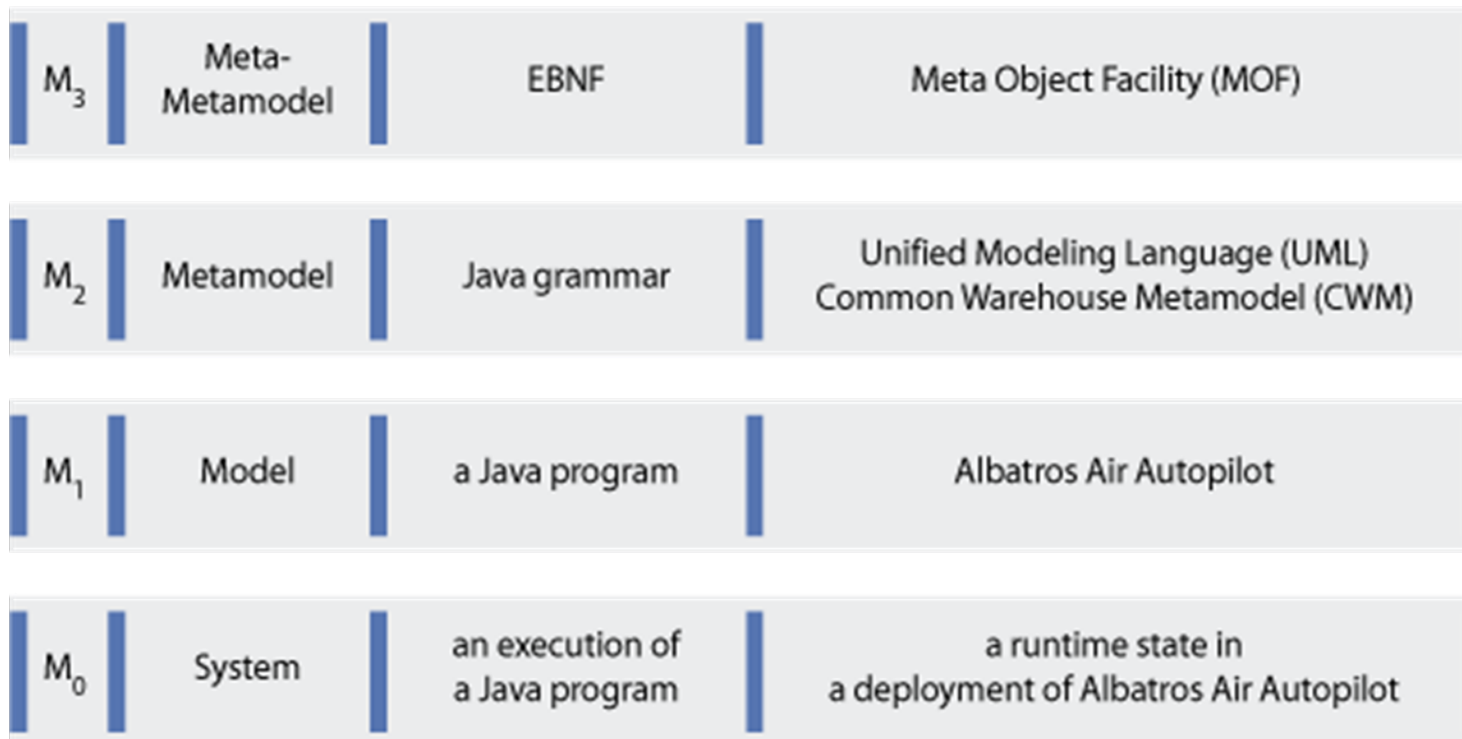 M3 Meta-Metamodel EBNF Meta Object Facility (MOF)
M2 Metamodel Java grammar Unified Modeling Language (UML)
Common Warehouse Metamodel (CWM)
M1 Model a Java program Albatros Air Autopilot
M0 System an execution of a Java program a runtime state in
a deployment of Albatros Air Autopilot